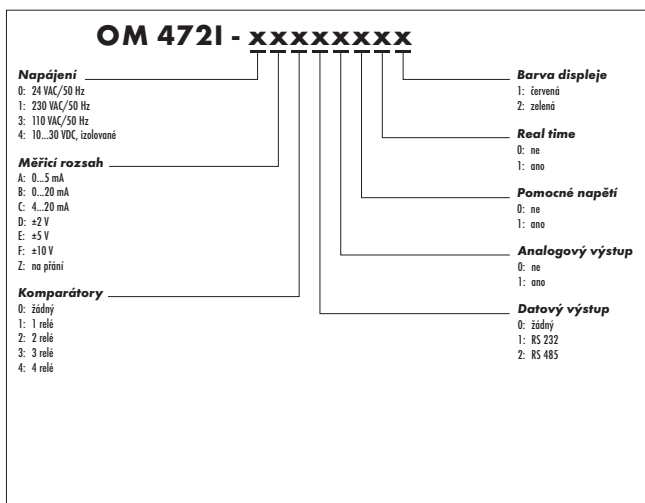 OM 472I - xxxxxxxx
Napájení
0: 24 VAC/50 Hz
1: 230 VAC/50 Hz
3: 110 VAC/50 Hz
4: 10...30 VDC, izolované
Měřicí rozsah
A: 0...5 mA
B: 0...20 mA
C: 4...20 mA
D: ±2 V
E: ±5 V
F: ±10 V
Z: na přání
Komparátory
0: žádný
1: 1 relé
2: 2 relé
3: 3 relé
4: 4 relé
Barva displeje
1: červená
2: zelená
Real time
0: ne
1: ano
Pomocné napětí
0: ne
1: ano
Analogový výstup
0: ne
1: ano
Datový výstup
0: žádný
1: RS 232
2: RS 485